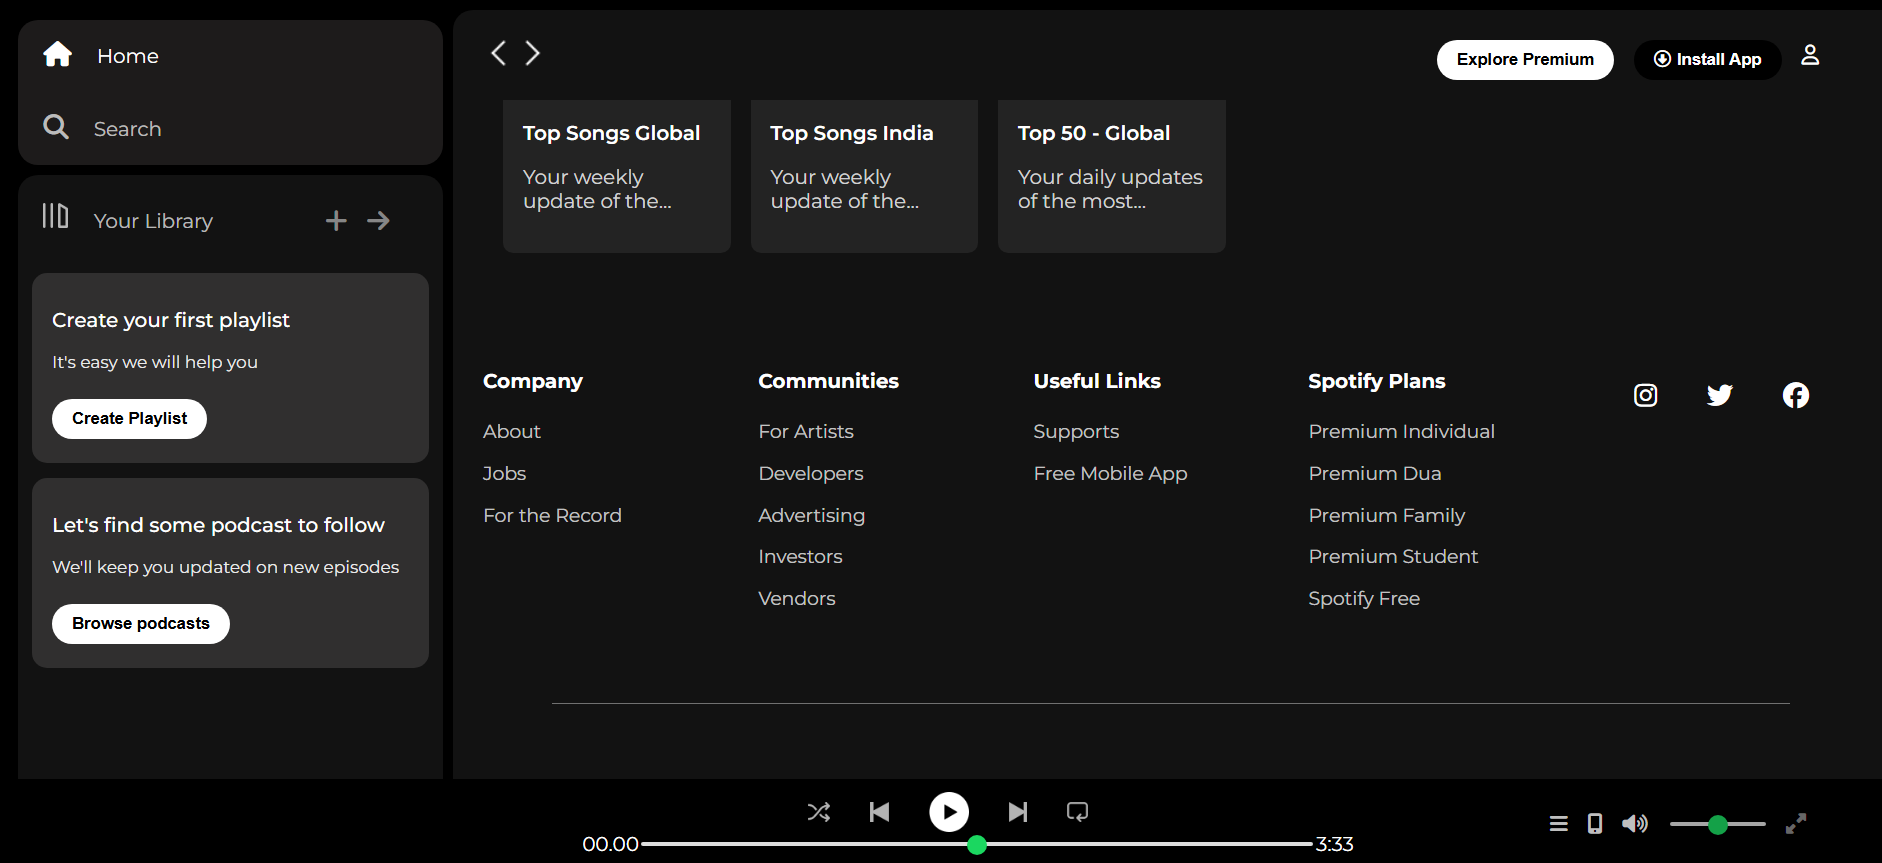 Home
Search
Your Library
Create your first playlist
It's easy we will help you
Create Playlist
Let's find some podcast to follow
We'll keep you updated on new episodes
Browse podcasts
Explore Premium
Install App
Top Songs Global
Your weekly
update of the...
Top Songs India
Your weekly
update of the...
Top 50 - Global
Your daily updates
of the most...
Company
About
Jobs
For the Record
Communities
For Artists
Developers
Advertising
Investors
Vendors
Useful Links
Supports
Free Mobile App
Spotify Plans
Premium Individual
Premium Dua
Premium Family
Premium Student
Spotify Free
00.00
3:33